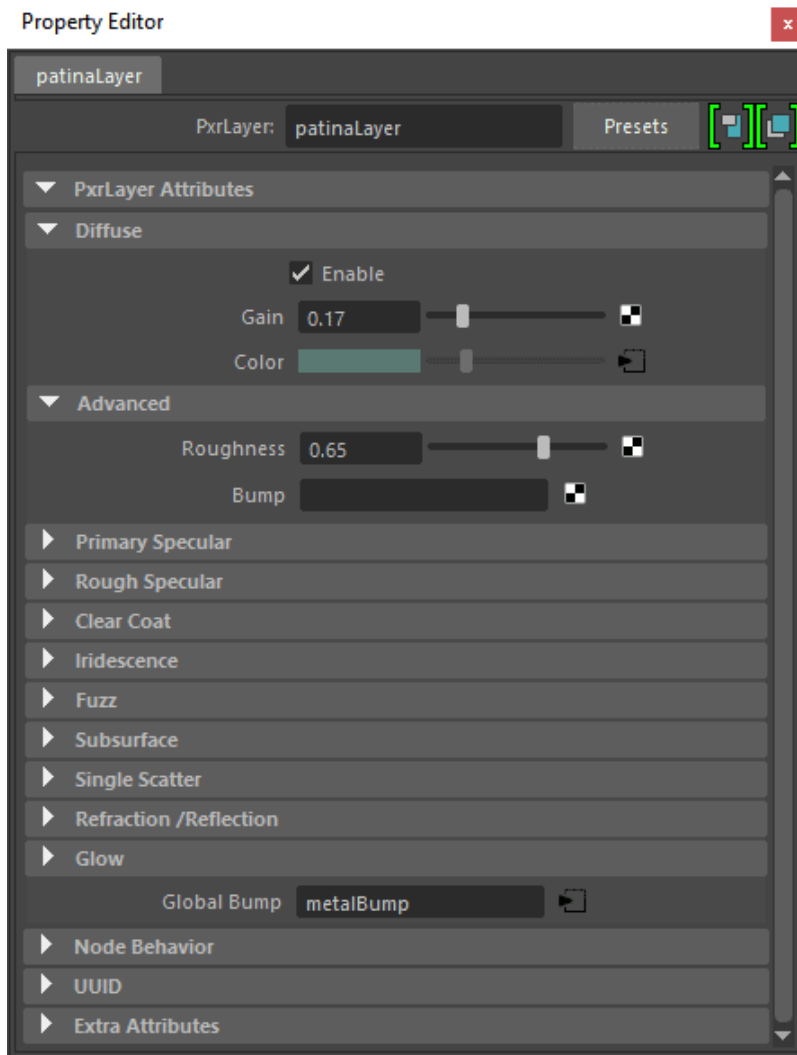 Property Editor
x
patinaLayer
PxrLayer: patinaLayer Presets
PxrLayer Attributes
Diffuse
Enable
Gain 0.17
Color
Advanced
Roughness 0.65
Bump
Primary Specular
Rough Specular
Clear Coat
Iridescence
Fuzz
Subsurface
Single Scatter
Refraction /Reflection
Glow
Global Bump metalBump
Node Behavior
UUID
Extra Attributes